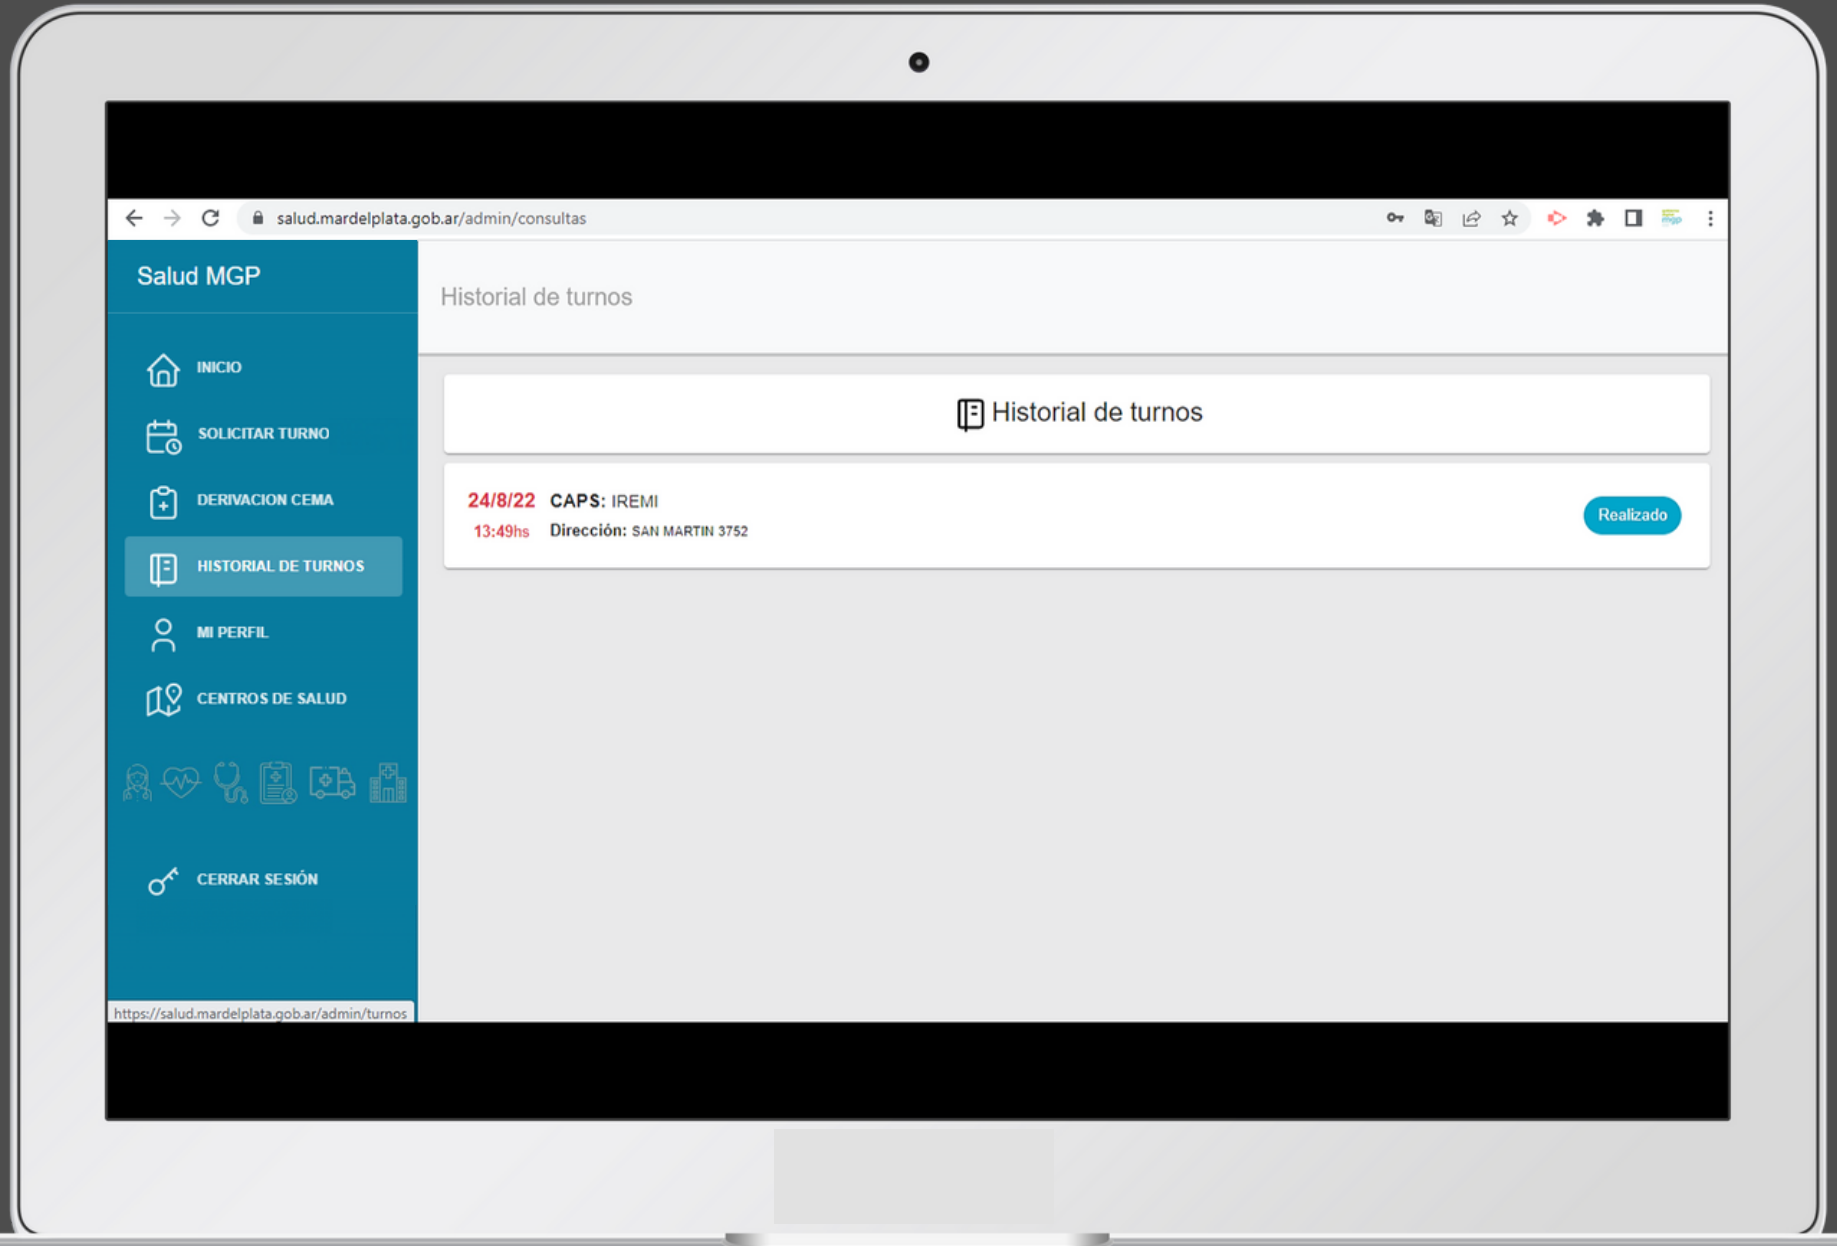 salud.mardelplata.gob.ar/admin/consultas
mgp
Salud MGP
Historial de turnos
INICIO
SOLICITAR TURNO
DERIVACION CEMA
HISTORIAL DE TURNOS
MI PERFIL
CENTROS DE SALUD
CERRAR SESIÓN
https://salud.mardelplata.gob.ar/admin/turnos
Historial de turnos
24/8/22 CAPS: IREMI
13:49hs Dirección: SAN MARTIN 3752
Realizado